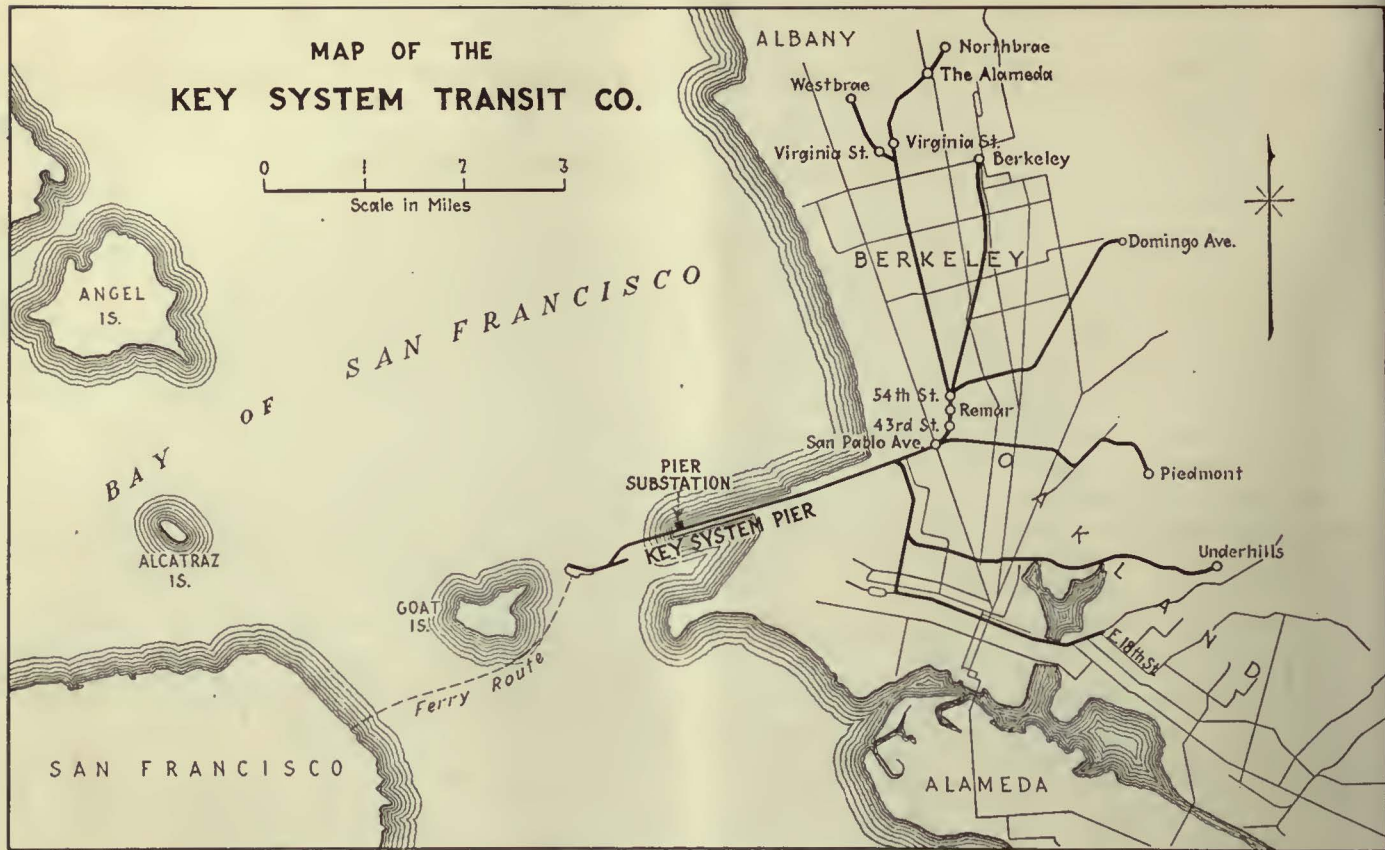 MAP OF THE
KEY SYSTEM TRANSIT CO.
0 1 2 3
Scale in Miles
ALBANY
Northbrae
The Alameda
Westbrae
Virginia St.
Virginia St.
Berkeley
BERKELEY
Domingo Ave.
ANGEL
IS.
BAY OF SAN FRANCISCO
54th St.
Remar
43rd St.
San Pablo Ave.
Piedmont
PIER
SUBSTATION
KEY SYSTEM PIER
OAKLAND
Underhills
ALCATRAZ
IS.
GOAT
IS.
E. 18th St.
Ferry Route
SAN FRANCISCO
ALAMEDA